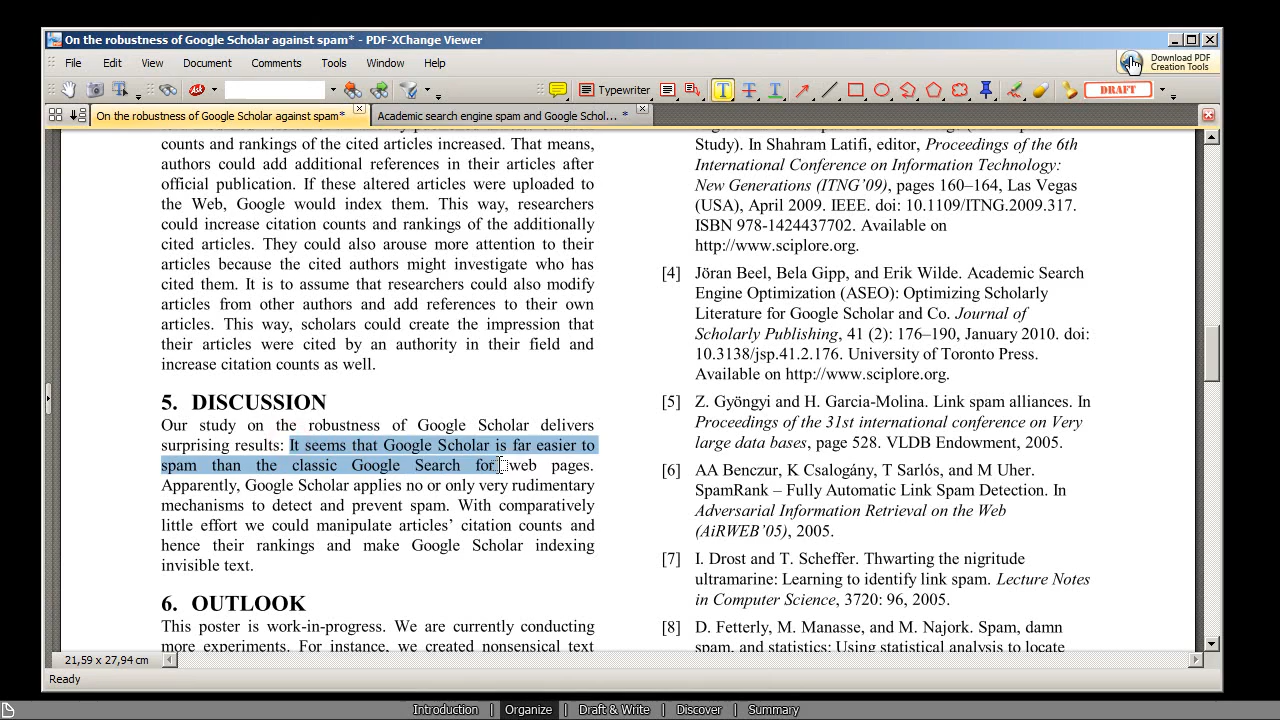 On the robustness of Google Scholar against spam* - PDF-XChange Viewer
File Edit View Document Comments Tools Window Help
Download PDF
Creation Tools
Typewriter
DRAFT
On the robustness of Google Scholar against spam*
Academic search engine spam and Google Schol... *
counts and rankings of the cited articles increased. That means,
authors could add additional references in their articles after
official publication. If these altered articles were uploaded to
the Web, Google would index them. This way, researchers
could increase citation counts and rankings of the additionally
cited articles. They could also arouse more attention to their
articles because the cited authors might investigate who has
cited them. It is to assume that researchers could also modify
articles from other authors and add references to their own
articles. This way, scholars could create the impression that
their articles were cited by an authority in their field and
increase citation counts as well.
5. DISCUSSION
Our study on the robustness of Google Scholar delivers
surprising results: It seems that Google Scholar is far easier to
spam than the classic Google Search for web pages.
Apparently, Google Scholar applies no or only very rudimentary
mechanisms to detect and prevent spam. With comparatively
little effort we could manipulate articles' citation counts and
hence their rankings and make Google Scholar indexing
invisible text.
6. OUTLOOK
This poster is work-in-progress. We are currently conducting
more experiments. For instance, we created nonsensical text
Study). In Shahram Latifi, editor, Proceedings of the 6th
International Conference on Information Technology:
New Generations (ITNG'09), pages 160–164, Las Vegas
(USA), April 2009. IEEE. doi: 10.1109/ITNG.2009.317.
ISBN 978-1424437702. Available on
http://www.sciplore.org.
[4] Jöran Beel, Bela Gipp, and Erik Wilde. Academic Search
Engine Optimization (ASEO): Optimizing Scholarly
Literature for Google Scholar and Co. Journal of
Scholarly Publishing, 41 (2): 176–190, January 2010. doi:
10.3138/jsp.41.2.176. University of Toronto Press.
Available on http://www.sciplore.org.
[5] Z. Gyöngyi and H. Garcia-Molina. Link spam alliances. In
Proceedings of the 31st international conference on Very
large data bases, page 528. VLDB Endowment, 2005.
[6] AA Benczur, K Csalogány, T Sarlós, and M Uher.
SpamRank – Fully Automatic Link Spam Detection. In
Adversarial Information Retrieval on the Web
(AiRWEB'05), 2005.
[7] I. Drost and T. Scheffer. Thwarting the nigritude
ultramarine: Learning to identify link spam. Lecture Notes
in Computer Science, 3720: 96, 2005.
[8] D. Fetterly, M. Manasse, and M. Najork. Spam, damn
spam, and statistics: Using statistical analysis to locate
21,59 x 27,94 cm
Ready
Introduction | Organize | Draft & Write | Discover | Summary